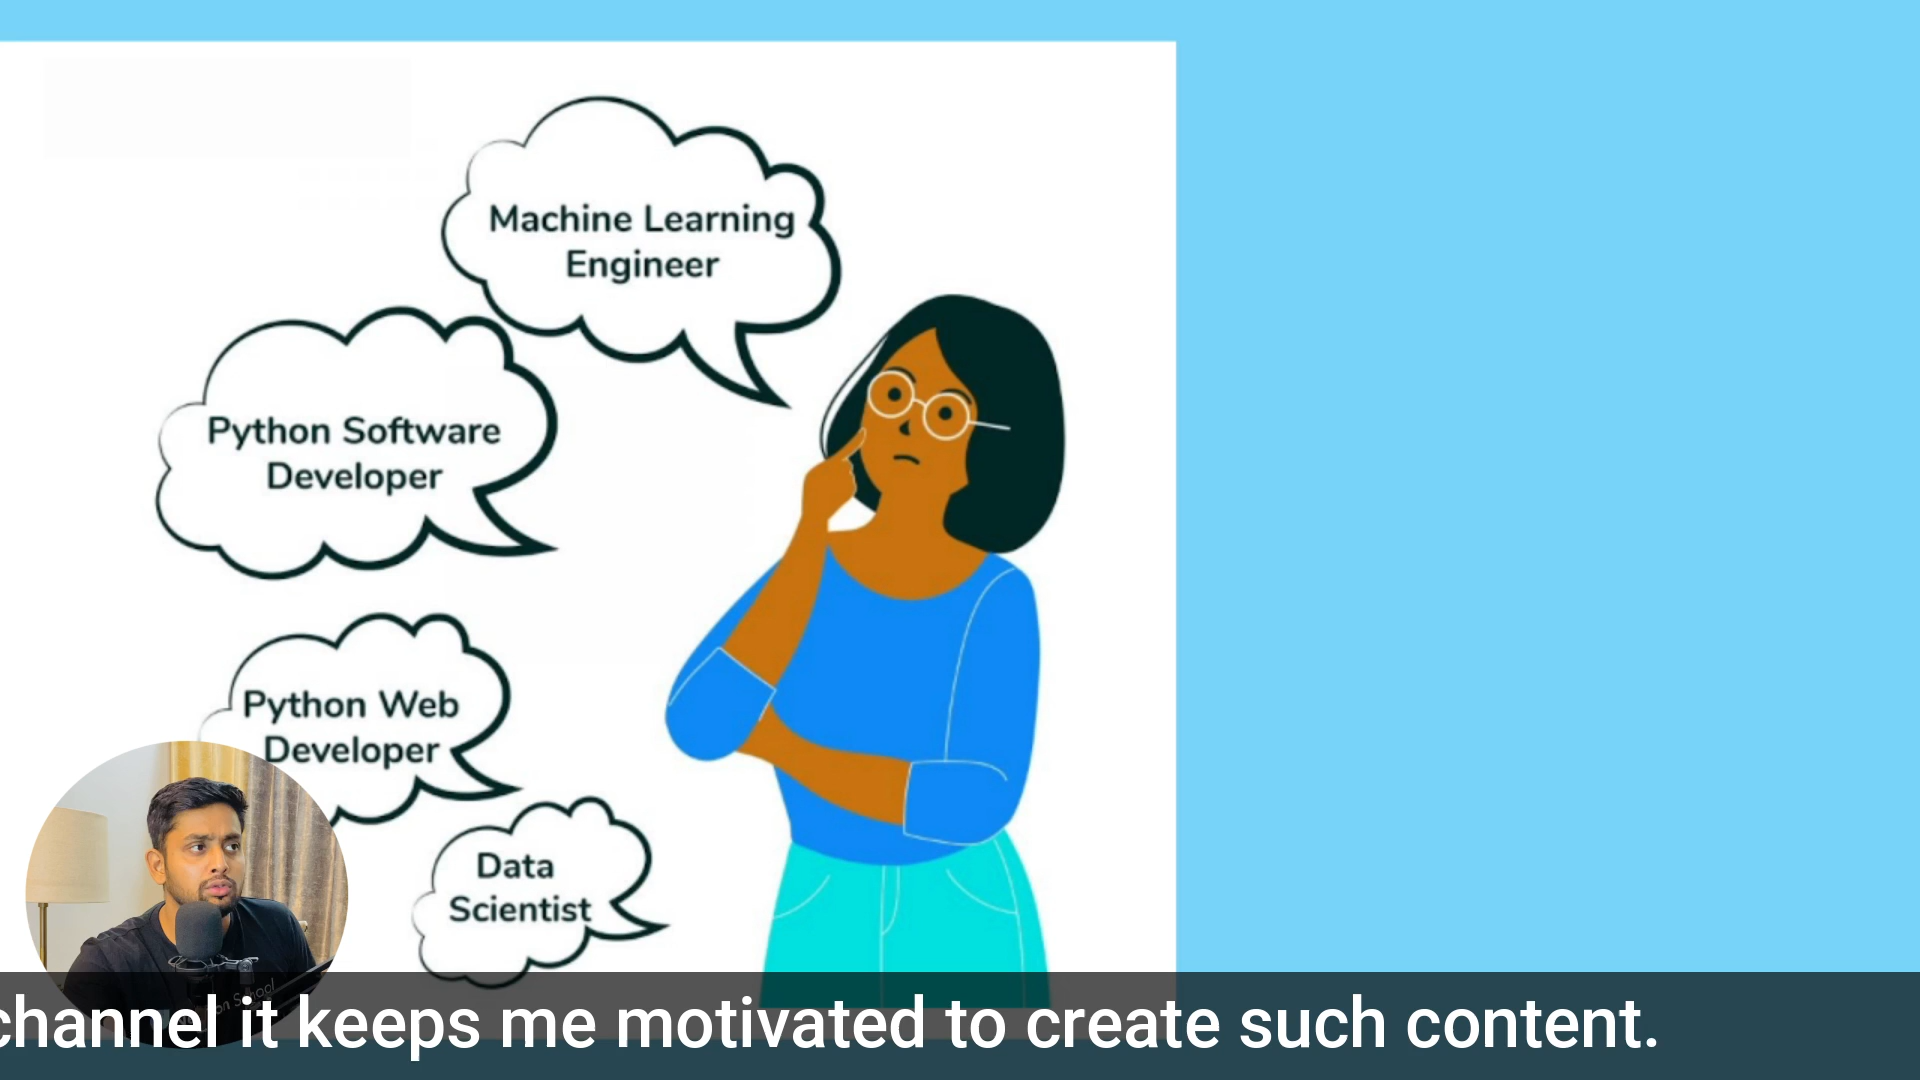 Machine Learning
Engineer
Python Software
Developer
Python Web
Developer
Data
Scientist
channel it keeps me motivated to create such content.